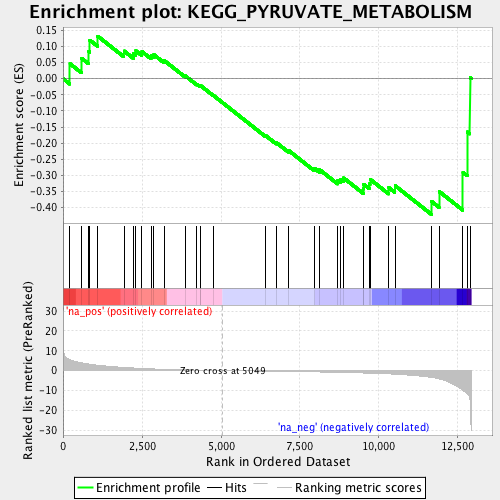 Enrichment plot: KEGG_PYRUVATE_METABOLISM
Enrichment score (ES)
0.15
0.10
0.05
0.00
-0.05
-0.10
-0.15
-0.20
-0.25
-0.30
-0.35
-0.40
'na_pos' (positively correlated)
Ranked list metric (PreRanked)
30
20
10
0
-10
-20
-30
Zero cross at 5049
'na_neg' (negatively correlated)
0
2,500
5,000
7,500
10,000
12,500
Rank in Ordered Dataset
Enrichment profile
Hits
Ranking metric scores